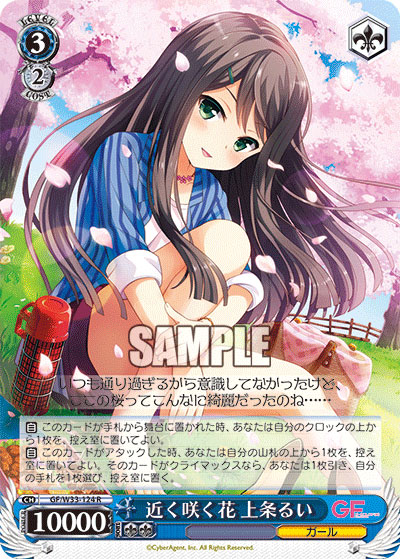 LEVEL
3
2
COST
SAMPLE
いつも通り過ぎるから意識してなかったけど、
ここの桜ってこんなに綺麗だったのね……
自 このカードが手札から舞台に置かれた時、あなたは自分のクロックの上か
ら1枚を、控え室に置いてよい。
自 このカードがアタックした時、あなたは自分の山札の上から1枚を、控え
室に置いてよい。そのカードがクライマックスなら、あなたは1枚引き、自分
の手札を1枚選び、控え室に置く。
CH GF/W33-124 R
10000
近く咲く花 上条るい
GF
ガール
©CyberAgent, Inc. All Rights Reserved.